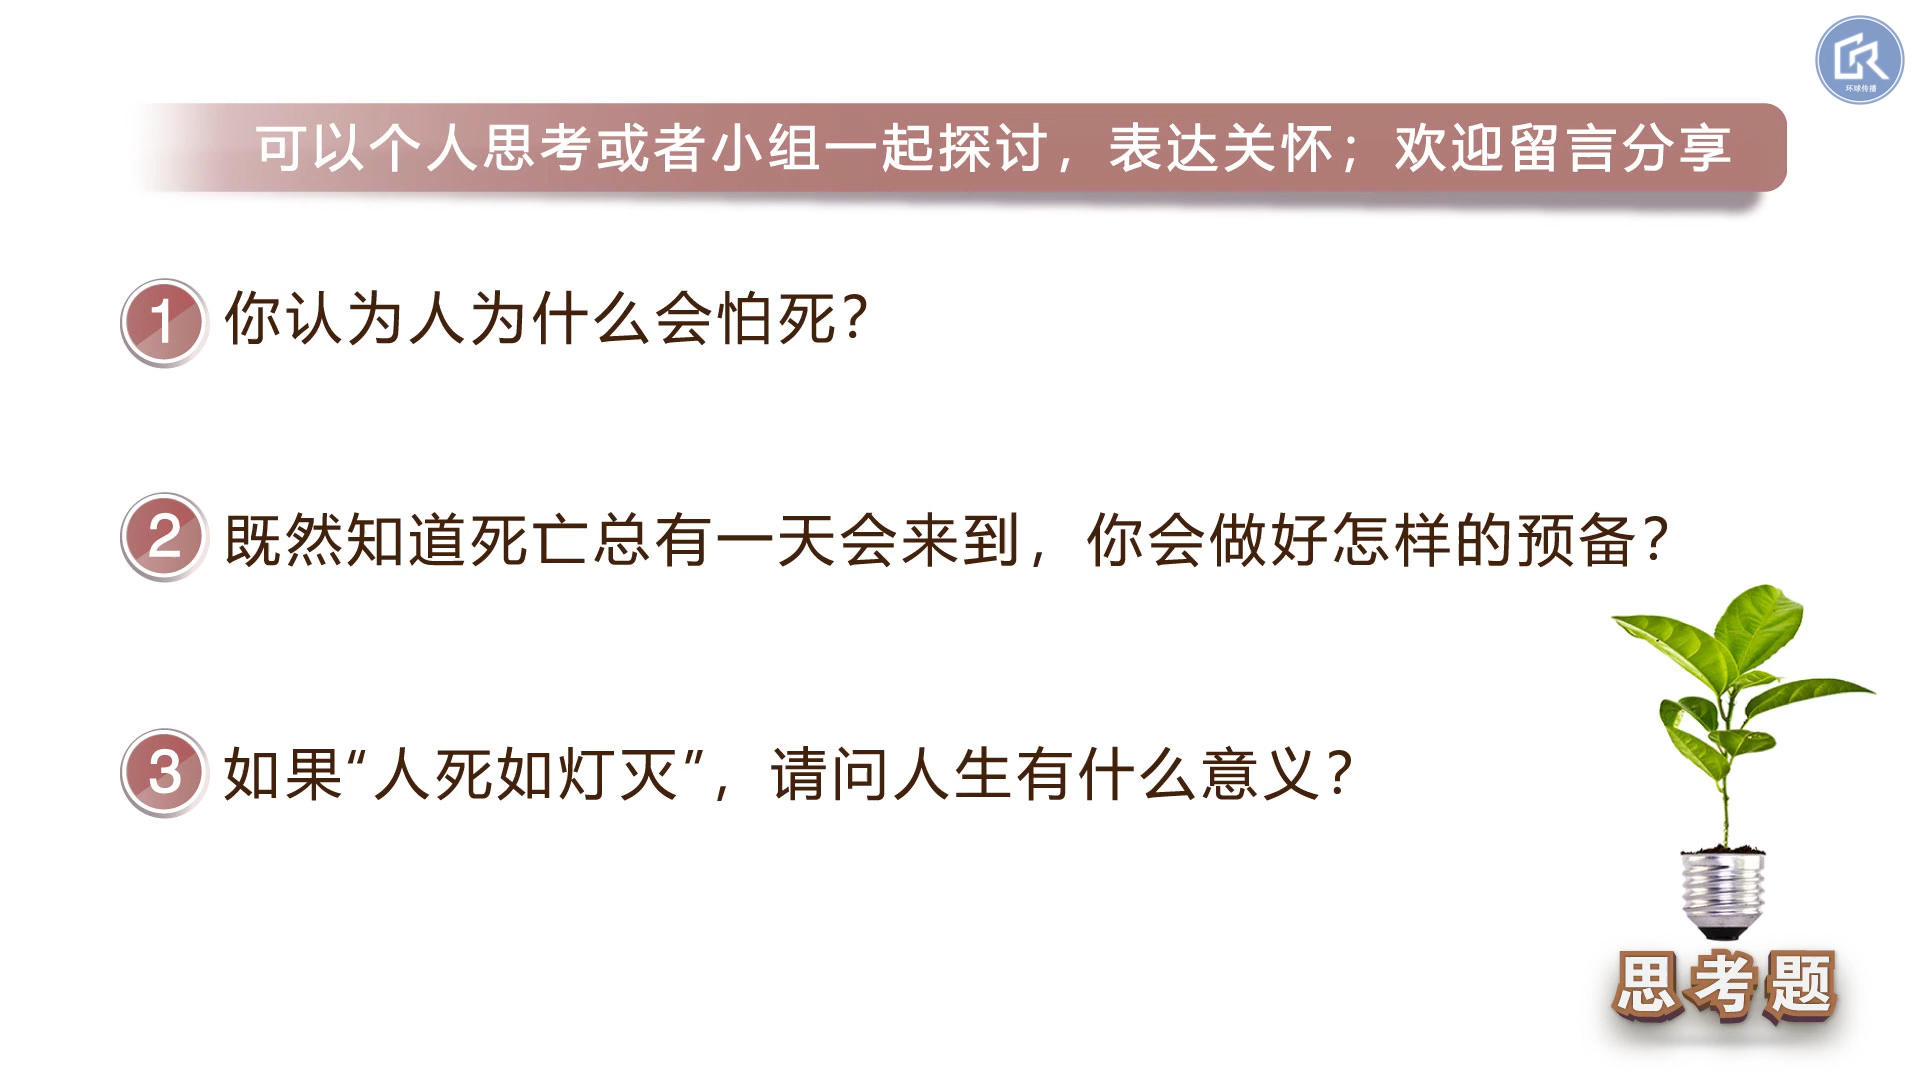 环球传播
可以个人思考或者小组一起探讨，表达关怀；欢迎留言分享
1 你认为人为什么会怕死？
2 既然知道死亡总有一天会来到，你会做好怎样的预备？
3 如果“人死如灯灭”，请问人生有什么意义？
思考题